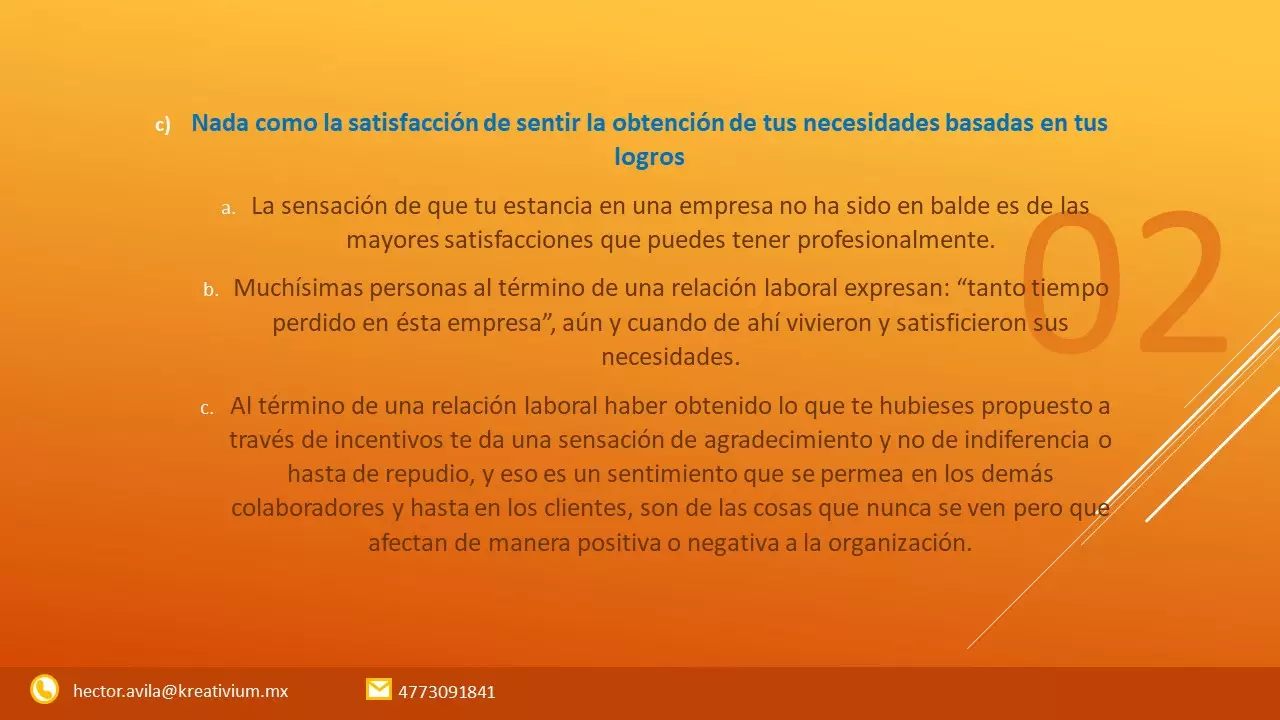 c) Nada como la satisfacción de sentir la obtención de tus necesidades basadas en tus
logros
a. La sensación de que tu estancia en una empresa no ha sido en balde es de las
mayores satisfacciones que puedes tener profesionalmente.
02
b. Muchísimas personas al término de una relación laboral expresan: “tanto tiempo
perdido en ésta empresa”, aún y cuando de ahí vivieron y satisficieron sus
necesidades.
c. Al término de una relación laboral haber obtenido lo que te hubieses propuesto a
través de incentivos te da una sensación de agradecimiento y no de indiferencia o
hasta de repudio, y eso es un sentimiento que se permea en los demás
colaboradores y hasta en los clientes, son de las cosas que nunca se ven pero que
afectan de manera positiva o negativa a la organización.
hector.avila@kreativium.mx 4773091841